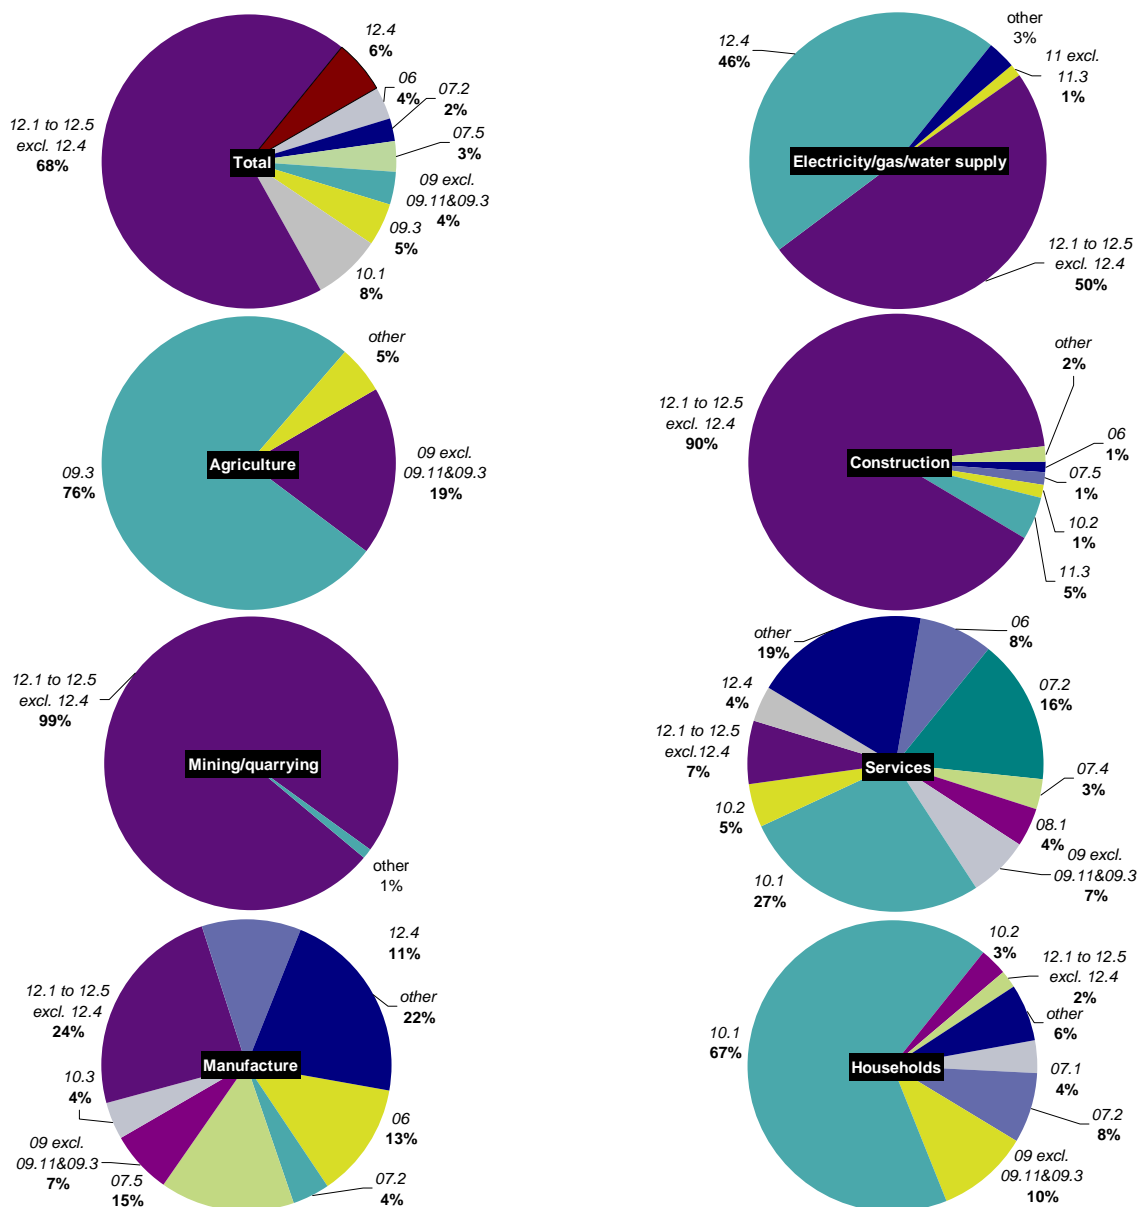 12.4
6%
06
4%
07.2
2%
07.5
3%
09 excl.
09.11&09.3
4%
09.3
5%
10.1
8%
12.1 to 12.5
excl. 12.4
68%
Total
12.4
46%
other
3%
11 excl.
11.3
1%
Electricity/gas/water supply
12.1 to 12.5
excl. 12.4
50%
other
5%
09 excl.
09.11&09.3
19%
09.3
76%
Agriculture
12.1 to 12.5
excl. 12.4
90%
other
2%
06
1%
07.5
1%
10.2
1%
11.3
5%
Construction
12.1 to 12.5
excl. 12.4
99%
Mining/quarrying
other
1%
other
19%
06
8%
07.2
16%
07.4
3%
08.1
4%
09 excl.
09.11&09.3
7%
10.1
27%
10.2
5%
12.1 to 12.5
excl.12.4
7%
12.4
4%
Services
12.4
11%
other
22%
06
13%
07.2
4%
07.5
15%
09 excl.
09.11&09.3
7%
10.3
4%
12.1 to 12.5
excl. 12.4
24%
Manufacture
10.2
3%
12.1 to 12.5
excl. 12.4
2%
other
6%
07.1
4%
07.2
8%
09 excl.
09.11&09.3
10%
10.1
67%
Households